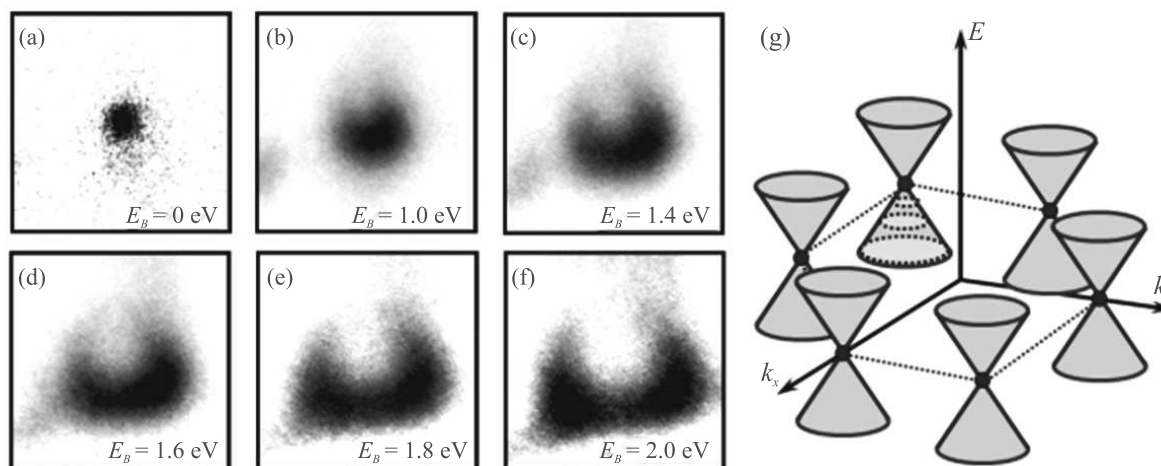 (a)
E_B = 0 eV
(b)
E_B = 1.0 eV
(c)
E_B = 1.4 eV
(d)
E_B = 1.6 eV
(e)
E_B = 1.8 eV
(f)
E_B = 2.0 eV
(g)
E
k
k_x